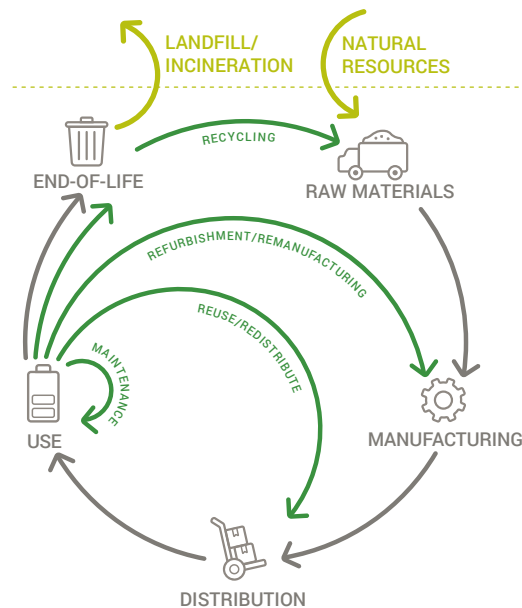 LANDFILL/
INCINERATION
NATURAL
RESOURCES
RECYCLING
END-OF-LIFE
RAW MATERIALS
REFURBISHMENT/REMANUFACTURING
REUSE/REDISTRIBUTE
MAINTENANCE
USE
MANUFACTURING
DISTRIBUTION